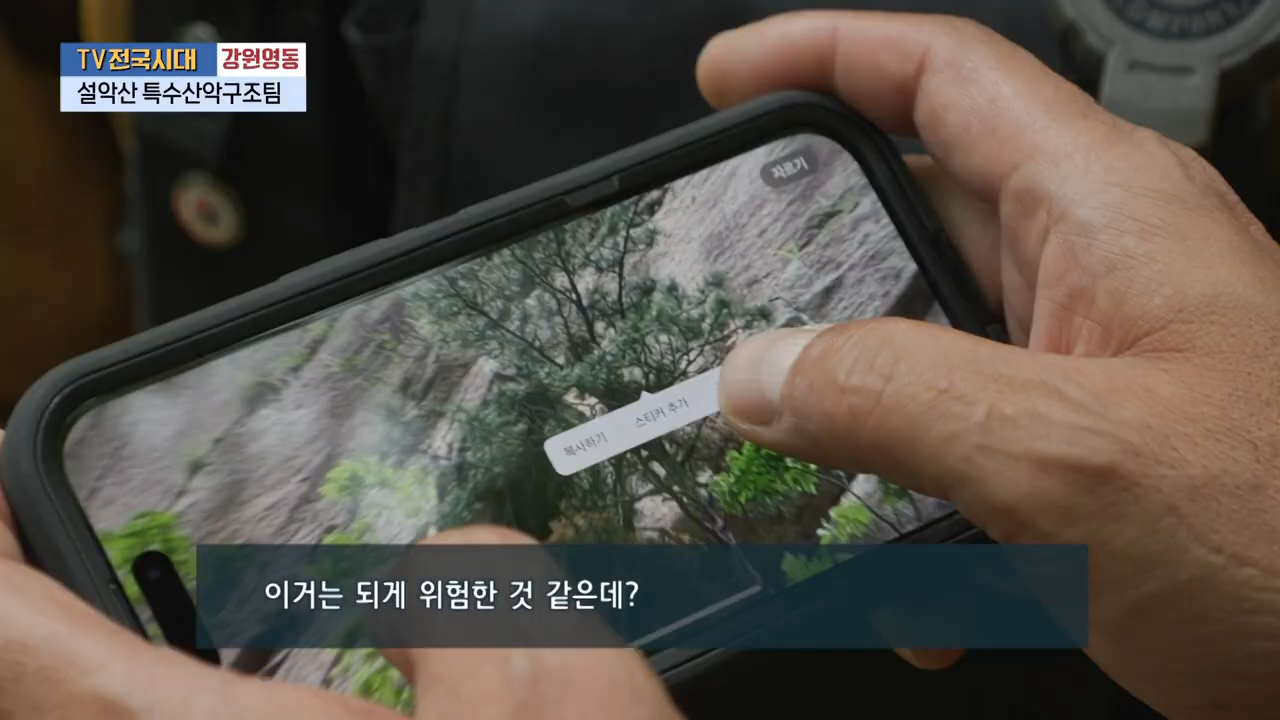 TV전국시대 강원영동
설악산 특수산악구조팀
자르기
스티커 추가
복사하기
이거는 되게 위험한 것 같은데?